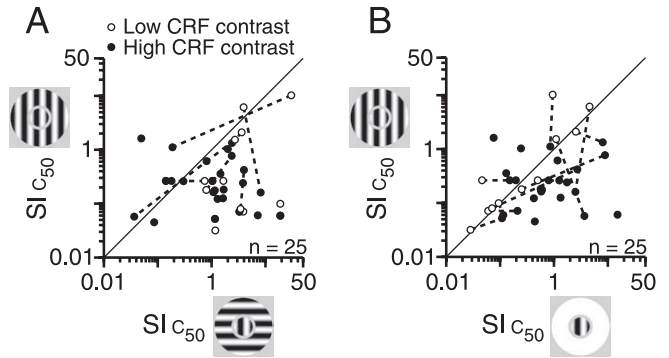 A
○ Low CRF contrast
● High CRF contrast
50
1
0.01
SI C50
n = 25
0.01
1
50
SI C50
B
50
1
0.01
SI C50
n = 25
0.01
1
50
SI C50